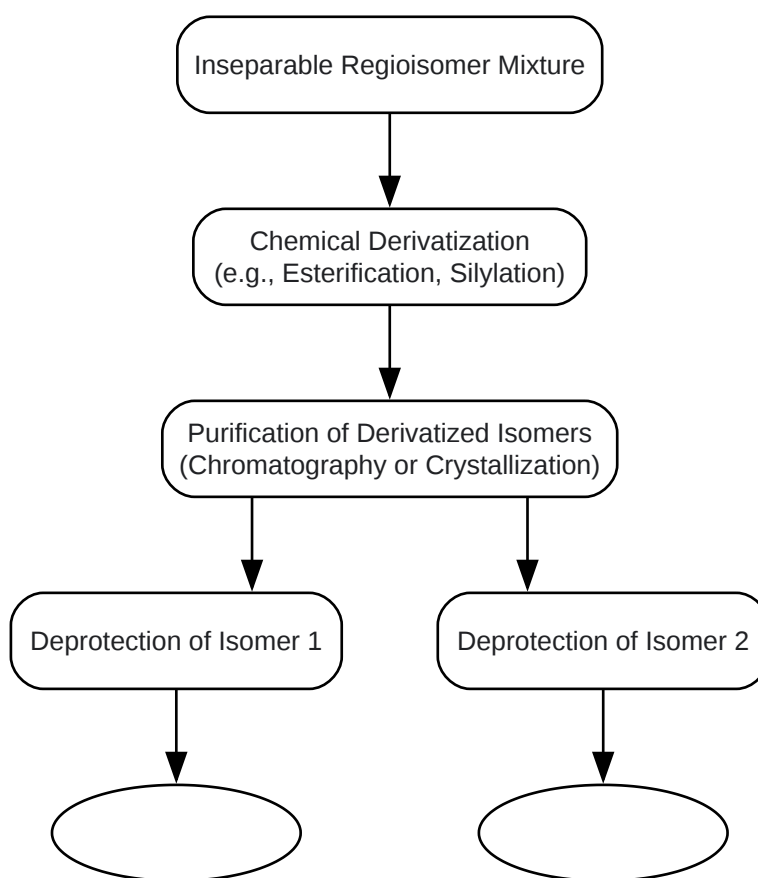 Inseparable Regioisomer Mixture
Chemical Derivatization
(e.g., Esterification, Silylation)
Purification of Derivatized Isomers
(Chromatography or Crystallization)
Deprotection of Isomer 1
Deprotection of Isomer 2